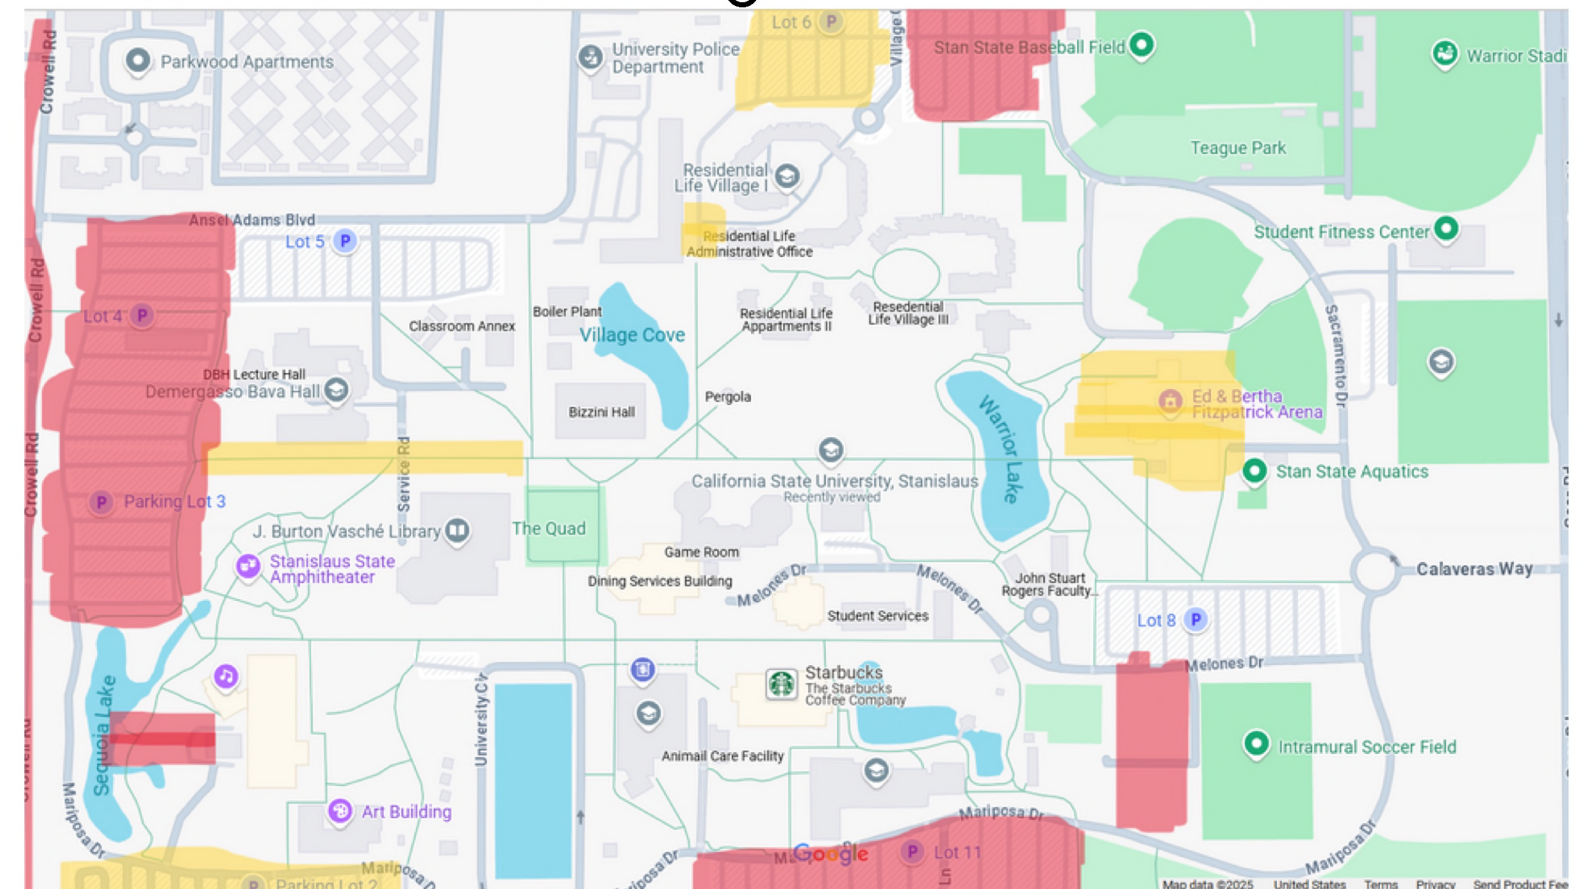 Lot 6
Village
University Police
Department
Stan State Baseball Field
Warrior Stadi
Crowell Rd
Parkwood Apartments
Teague Park
Residential
Life Village I
Ansel Adams Blvd
Lot 5
Residential Life
Administrative Office
Student Fitness Center
Crowell Rd
Lot 4
Boiler Plant
Classroom Annex
Village Cove
Residential Life
Appartments II
Resedential
Life Village III
Sacramento Dr
DBH Lecture Hall
Demergasso Bava Hall
Bizzini Hall
Pergola
Warrior Lake
Ed & Bertha
Fitzpatrick Arena
Crowell Rd
Service Rd
California State University, Stanislaus
Recently viewed
Stan State Aquatics
Parking Lot 3
J. Burton Vasché Library
The Quad
Game Room
Stanislaus State
Amphitheater
Dining Services Building
Melones Dr
Melones Dr
John Stuart
Rogers Faculty...
Calaveras Way
Student Services
Lot 8
Melones Dr
Sequoia Lake
University Cir
Starbucks
The Starbucks
Coffee Company
Animail Care Facility
Intramural Soccer Field
Mariposa Dr
Art Building
Mariposa Dr
Mariposa Dr
Google
Lot 11
Ln
Parking Lot 2
Mariposa D
riposa Dr
Map data ©2025 United States Terms Privacy Send Product Fee